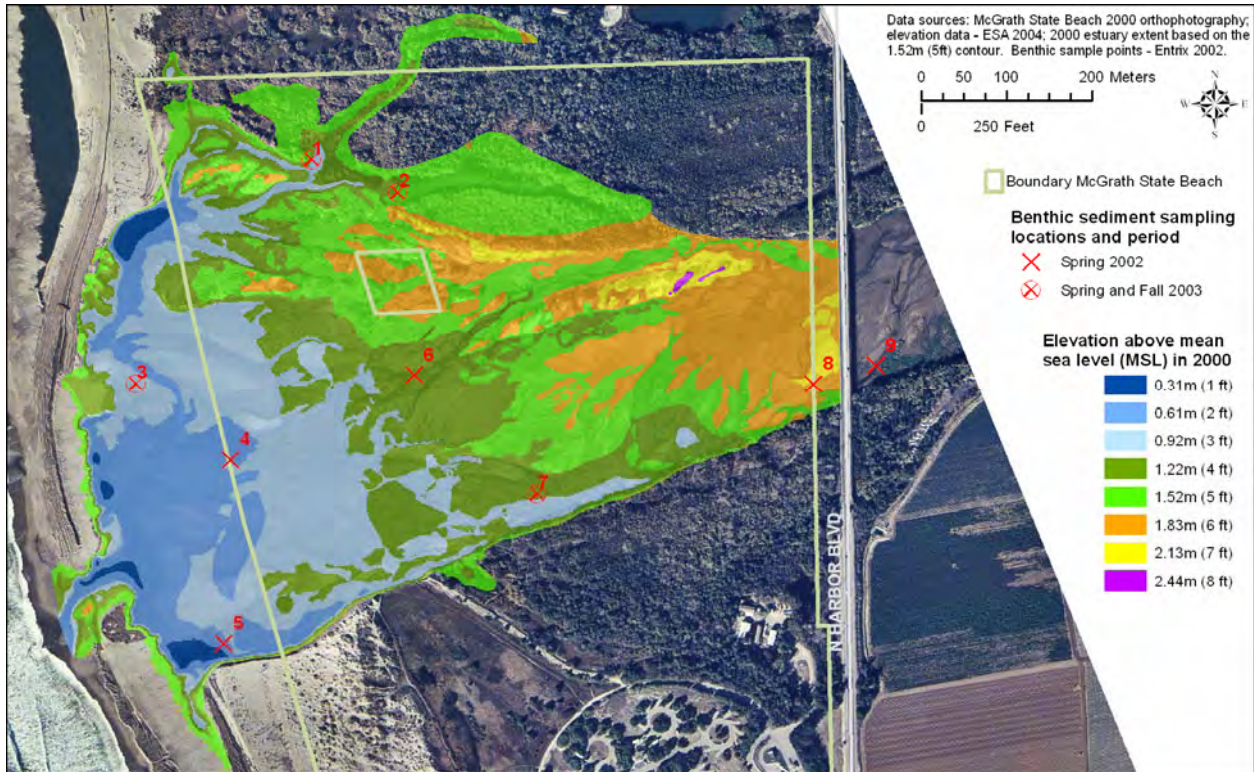 Data sources: McGrath State Beach 2000 orthophotography;
elevation data - ESA 2004; 2000 estuary extent based on the
1.52m (5ft) contour. Benthic sample points - Entrix 2002.
0 50 100 200 Meters
0 250 Feet
N
W E
S
Boundary McGrath State Beach
Benthic sediment sampling
locations and period
Spring 2002
Spring and Fall 2003
Elevation above mean
sea level (MSL) in 2000
0.31m (1 ft)
0.61m (2 ft)
0.92m (3 ft)
1.22m (4 ft)
1.52m (5 ft)
1.83m (6 ft)
2.13m (7 ft)
2.44m (8 ft)
1
2
3
4
5
6
7
8
9
N HARBOR BLVD